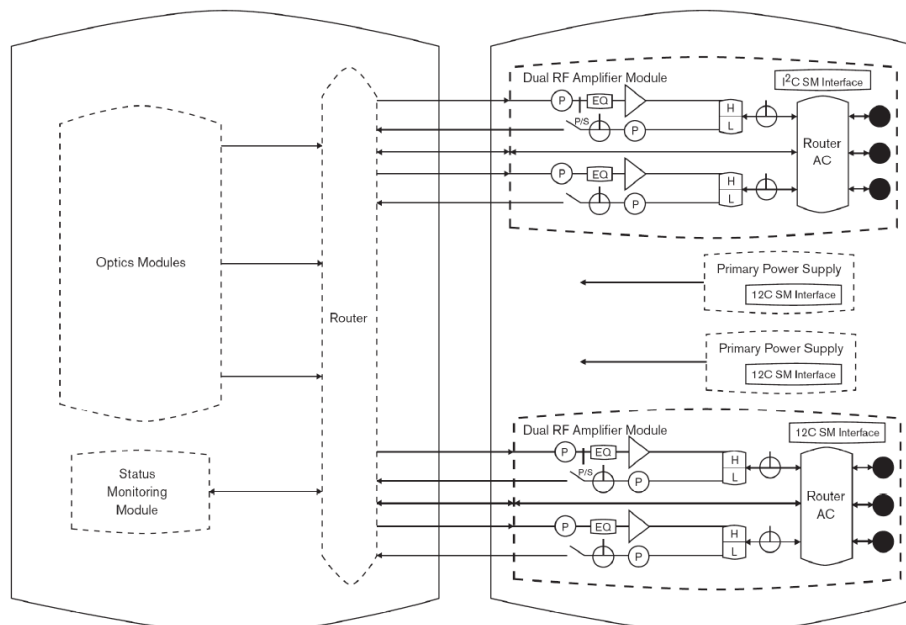 Optics Modules
Status
Monitoring
Module
Router
Dual RF Amplifier Module
I²C SM Interface
P
EQ
P/S
P
H
L
Router
AC
P
EQ
P
H
L
Primary Power Supply
12C SM Interface
Primary Power Supply
12C SM Interface
Dual RF Amplifier Module
12C SM Interface
P
EQ
P/S
P
H
L
Router
AC
P
EQ
P
H
L